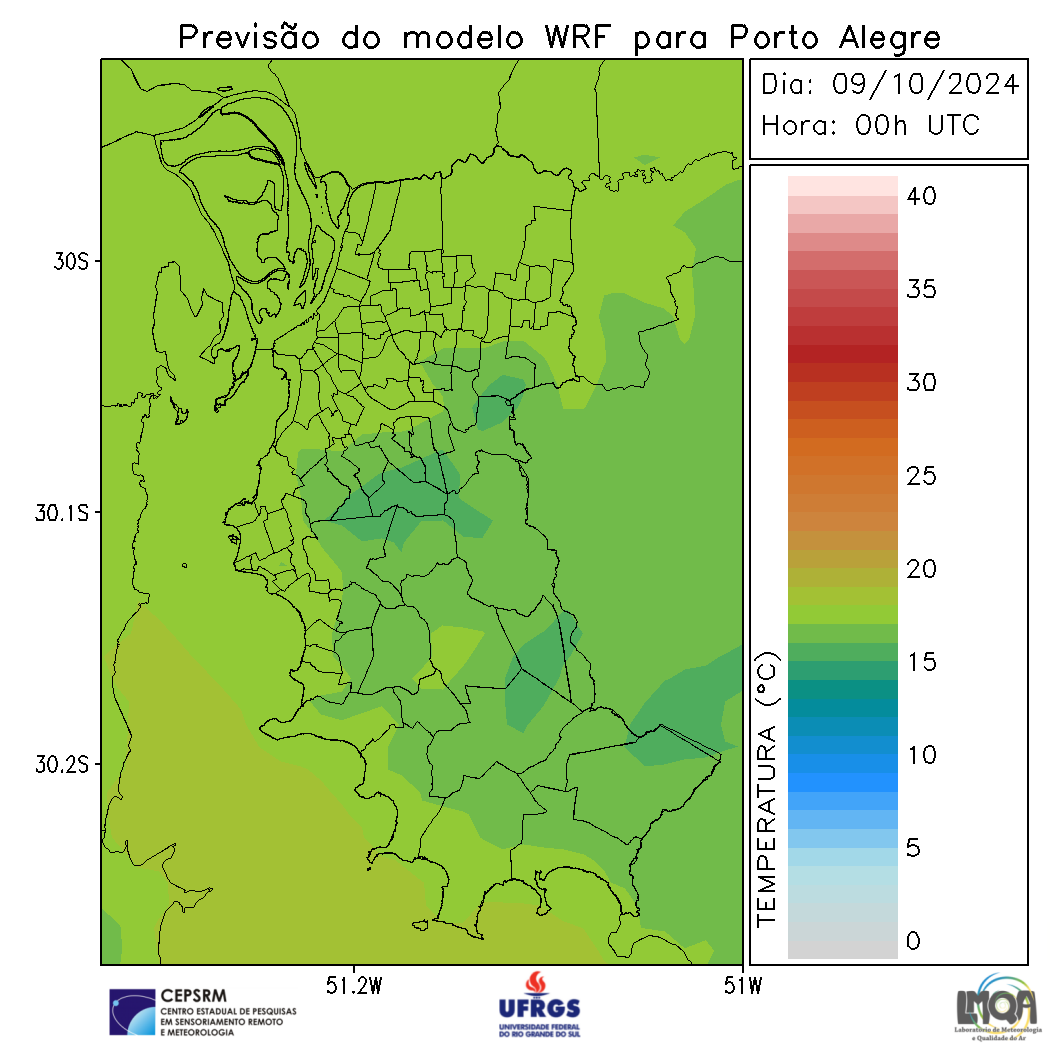 Previsão do modelo WRF para Porto Alegre
Dia: 09/10/2024
Hora: 00h UTC
40
35
30
25
20
15
10
5
0
TEMPERATURA (°C)
30S
30.1S
30.2S
51.2W
51W
CEPSRM
CENTRO ESTADUAL DE PESQUISAS
EM SENSORIAMENTO REMOTO
E METEOROLOGIA
UFRGS
UNIVERSIDADE FEDERAL
DO RIO GRANDE DO SUL
LMQA
Laboratório de Meteorologia
e Qualidade do Ar